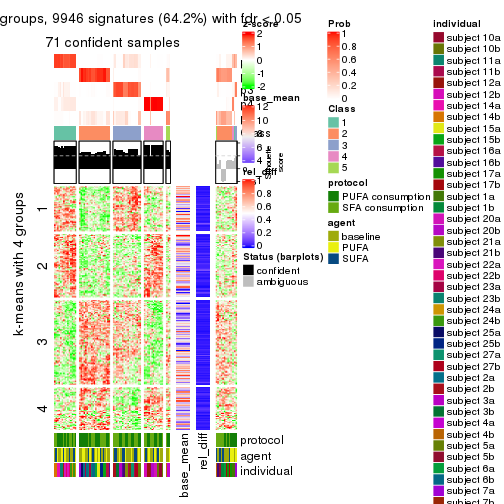 groups, 9946 signatures (64.2%) with fdr < 0.05
71 confident samples
k-means with 4 groups
1
2
3
4
protocol
agent
individual
base_mean
rel_diff
z-score
2
1
0
-1
-2
base_mean
12
10
8
6
4
Silhouette
score
rel_diff
1
0.8
0.6
0.4
0.2
0
Status (barplots)
confident
ambiguous
Prob
1
0.8
0.6
0.4
0.2
0
Class
1
2
3
4
5
protocol
PUFA consumption
SFA consumption
agent
baseline
PUFA
SUFA
individual
subject 10a
subject 10b
subject 11a
subject 11b
subject 12a
subject 12b
subject 14a
subject 14b
subject 15a
subject 15b
subject 16a
subject 16b
subject 17a
subject 17b
subject 1a
subject 1b
subject 20a
subject 20b
subject 21a
subject 21b
subject 22a
subject 22b
subject 23a
subject 23b
subject 24a
subject 24b
subject 25a
subject 25b
subject 27a
subject 27b
subject 2a
subject 2b
subject 3a
subject 3b
subject 4a
subject 4b
subject 5a
subject 5b
subject 6a
subject 6b
subject 7a
subject 7b